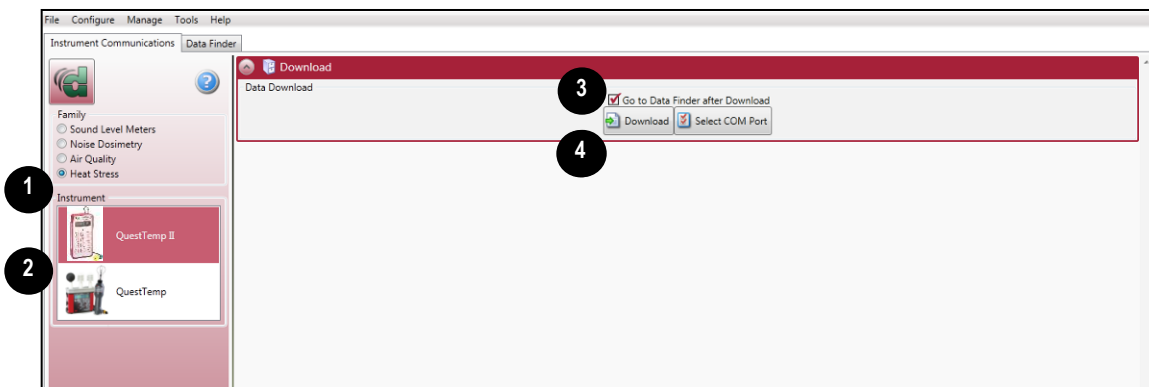 File Configure Manage Tools Help
Instrument Communications Data Finder
Download
Data Download
3
Go to Data Finder after Download
Download Select COM Port
4
Family
Sound Level Meters
Noise Dosimetry
Air Quality
Heat Stress
1
Instrument
QuestTemp II
2
QuestTemp